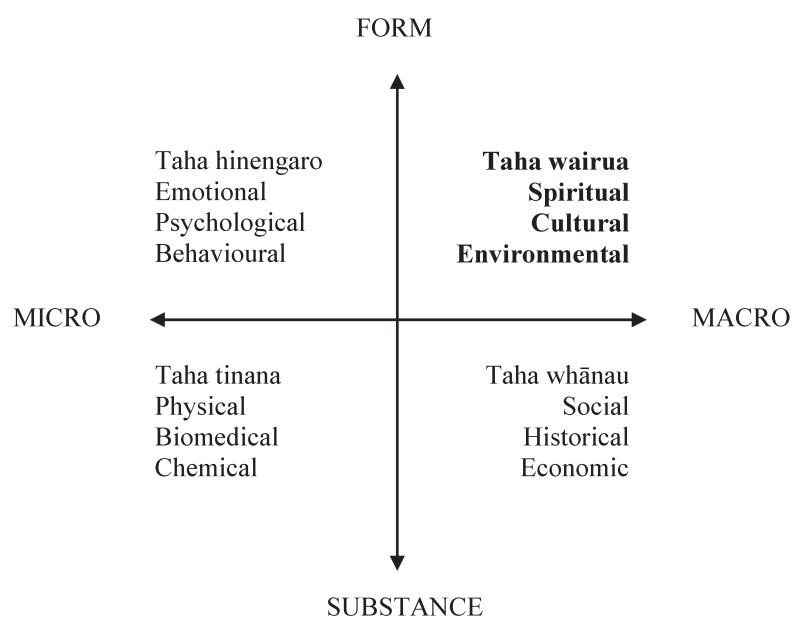 FORM
Taha hinengaro
Emotional
Psychological
Behavioural
Taha wairua
Spiritual
Cultural
Environmental
MICRO
MACRO
Taha tinana
Physical
Biomedical
Chemical
Taha whānau
Social
Historical
Economic
SUBSTANCE